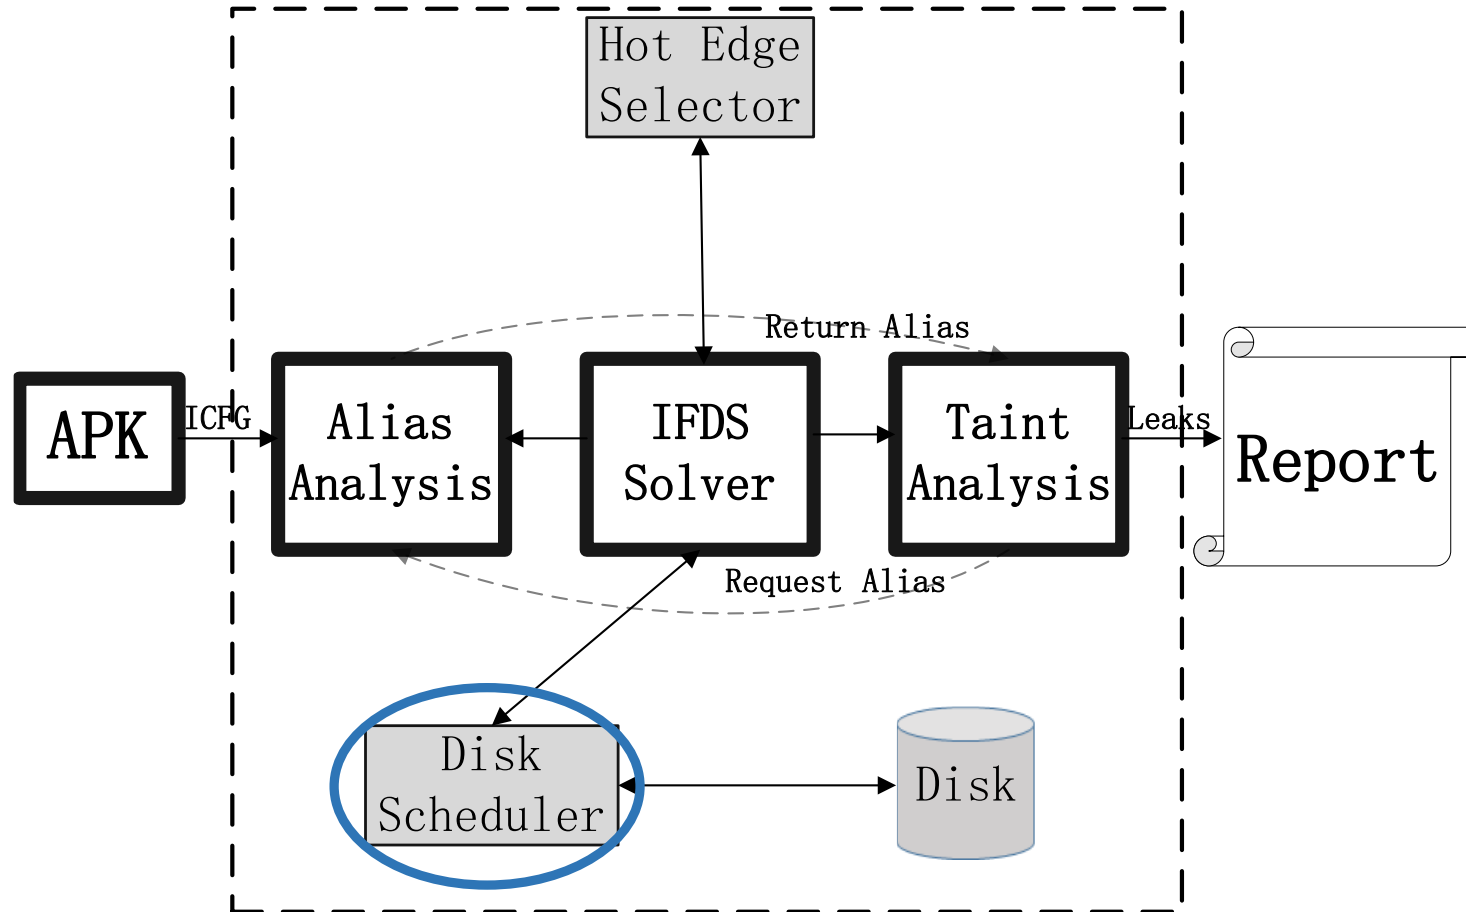 Hot Edge
Selector
Return Alias
APK
ICFG
Alias
Analysis
IFDS
Solver
Taint
Analysis
Leaks
Report
Request Alias
Disk
Scheduler
Disk